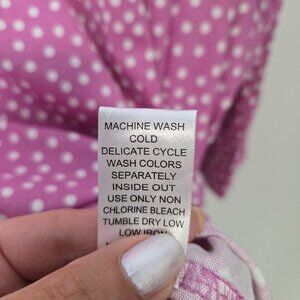 MACHINE WASH
COLD
DELICATE CYCLE
WASH COLORS
SEPARATELY
INSIDE OUT
USE ONLY NON
CHLORINE BLEACH
TUMBLE DRY LOW
LOW IRON